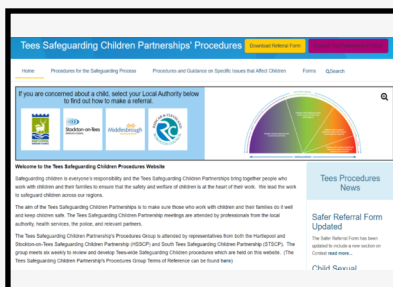 Tees Safeguarding Children Partnerships' Procedures
Download Referral Form
Home
Procedures for the Safeguarding Process
Procedures and Guidance on Specific Issues that Affect Children
Forms
Search
If you are concerned about a child, select your Local Authority below
to find out how to make a referral.
Stockton-on-Tees
Middlesbrough
Welcome to the Tees Safeguarding Children Procedures Website
Safeguarding children is everyone's responsibility and the Tees Safeguarding Children Partnerships bring together people who
work with children and their families to ensure that the safety and welfare of children is at the heart of their work. We lead the work
to safeguard children across our regions.
The aim of the Tees Safeguarding Children Partnerships is to make sure those who work with children and their families do it well
and keep children safe. The Tees Safeguarding Children Partnership meetings are attended by professionals from the local
authority, health services, the police, and relevant partners.
The Tees Safeguarding Children Partnership's Procedures Group is attended by representatives from both the Hartlepool and
Stockton-on-Tees Safeguarding Children Partnership (HSSCP) and South Tees Safeguarding Children Partnership (STSCP). The
group meets six weekly to review and develop Tees-wide Safeguarding Children procedures which are held on this website. (The
Tees Safeguarding Children Partnership's Procedures Group Terms of Reference can be found here)
Tees Procedures
News
Safer Referral Form
Updated
The Safer Referral Form has been
updated to include a new section on
Context read more...
Child Sexual